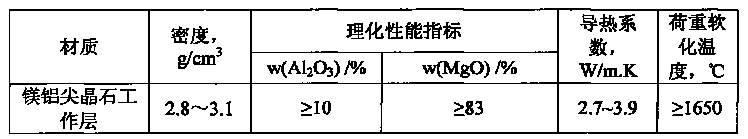 材质
密度，
g/cm³
理化性能指标
w(Al₂O₃) /%
w(MgO) /%
导热系
数，
W/m.K
荷重软
化温
度，℃
镁铝尖晶石工
作层
2.8～3.1
≥10
≥83
2.7~3.9
≥1650